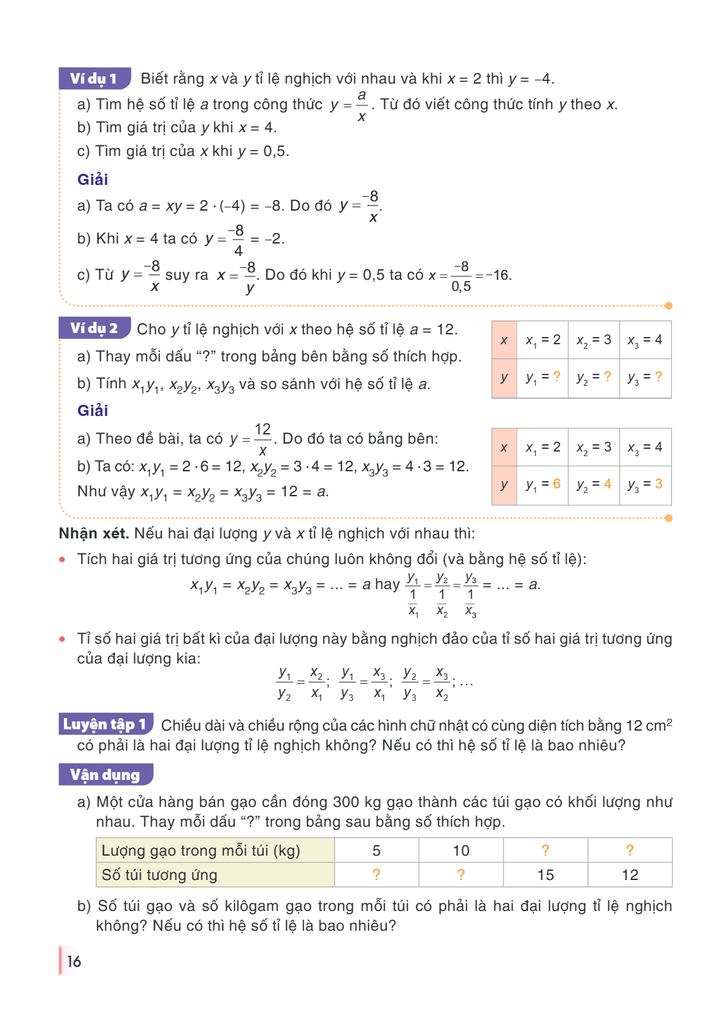 Ví dụ 1 Biết rằng x và y tỉ lệ nghịch với nhau và khi x = 2 thì y = –4.
a) Tìm hệ số tỉ lệ a trong công thức y = a/x. Từ đó viết công thức tính y theo x.
b) Tìm giá trị của y khi x = 4.
c) Tìm giá trị của x khi y = 0,5.
Giải
a) Ta có a = xy = 2 · (–4) = –8. Do đó y = –8/x.
b) Khi x = 4 ta có y = –8/4 = –2.
c) Từ y = –8/x suy ra x = –8/y. Do đó khi y = 0,5 ta có x = –8/0,5 = –16.
Ví dụ 2 Cho y tỉ lệ nghịch với x theo hệ số tỉ lệ a = 12.
a) Thay mỗi dấu “?” trong bảng bên bằng số thích hợp.
b) Tính x₁y₁, x₂y₂, x₃y₃ và so sánh với hệ số tỉ lệ a.
x x₁ = 2 x₂ = 3 x₃ = 4
y y₁ = ? y₂ = ? y₃ = ?
Giải
a) Theo đề bài, ta có y = 12/x. Do đó ta có bảng bên:
b) Ta có: x₁y₁ = 2 · 6 = 12, x₂y₂ = 3 · 4 = 12, x₃y₃ = 4 · 3 = 12.
Như vậy x₁y₁ = x₂y₂ = x₃y₃ = 12 = a.
x x₁ = 2 x₂ = 3 x₃ = 4
y y₁ = 6 y₂ = 4 y₃ = 3
Nhận xét. Nếu hai đại lượng y và x tỉ lệ nghịch với nhau thì:
• Tích hai giá trị tương ứng của chúng luôn không đổi (và bằng hệ số tỉ lệ):
x₁y₁ = x₂y₂ = x₃y₃ = ... = a hay y₁/(1/x₁) = y₂/(1/x₂) = y₃/(1/x₃) = ... = a.
• Tỉ số hai giá trị bất kì của đại lượng này bằng nghịch đảo của tỉ số hai giá trị tương ứng
của đại lượng kia:
y₁/y₂ = x₂/x₁; y₁/y₃ = x₃/x₁; y₂/y₃ = x₃/x₂; ...
Luyện tập 1 Chiều dài và chiều rộng của các hình chữ nhật có cùng diện tích bằng 12 cm²
có phải là hai đại lượng tỉ lệ nghịch không? Nếu có thì hệ số tỉ lệ là bao nhiêu?
Vận dụng
a) Một cửa hàng bán gạo cần đóng 300 kg gạo thành các túi gạo có khối lượng như
nhau. Thay mỗi dấu “?” trong bảng sau bằng số thích hợp.
Lượng gạo trong mỗi túi (kg) 5 10 ? ?
Số túi tương ứng ? ? 15 12
b) Số túi gạo và số kilôgam gạo trong mỗi túi có phải là hai đại lượng tỉ lệ nghịch
không? Nếu có thì hệ số tỉ lệ là bao nhiêu?
16